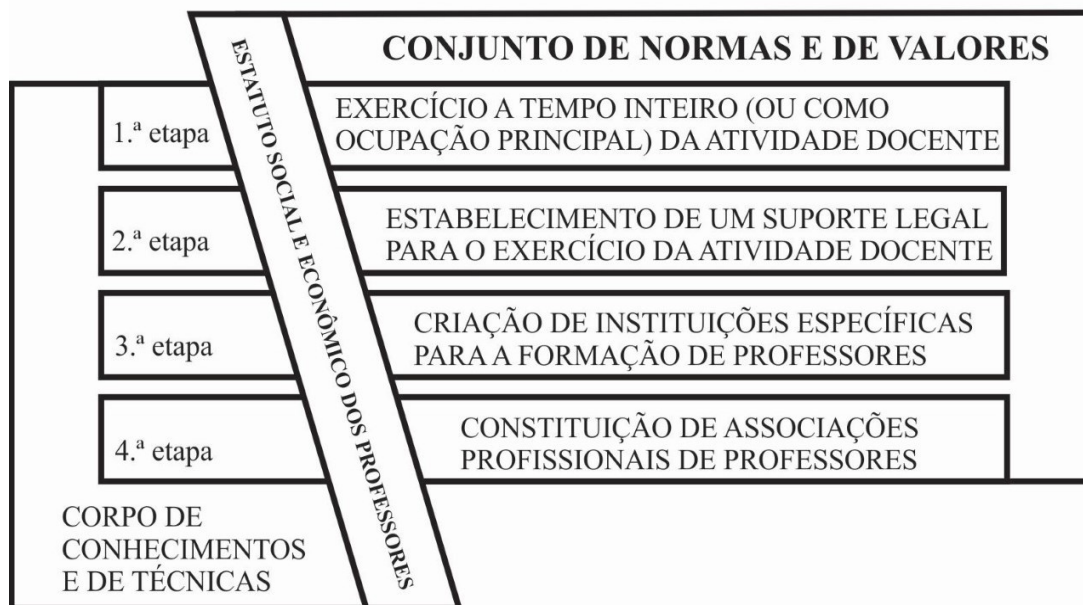 CONJUNTO DE NORMAS E DE VALORES
ESTATUTO SOCIAL E ECONÔMICO DOS PROFESSORES
1.ª etapa
EXERCÍCIO A TEMPO INTEIRO (OU COMO
OCUPAÇÃO PRINCIPAL) DA ATIVIDADE DOCENTE
2.ª etapa
ESTABELECIMENTO DE UM SUPORTE LEGAL
PARA O EXERCÍCIO DA ATIVIDADE DOCENTE
3.ª etapa
CRIAÇÃO DE INSTITUIÇÕES ESPECÍFICAS
PARA A FORMAÇÃO DE PROFESSORES
4.ª etapa
CONSTITUIÇÃO DE ASSOCIAÇÕES
PROFISSIONAIS DE PROFESSORES
CORPO DE
CONHECIMENTOS
E DE TÉCNICAS